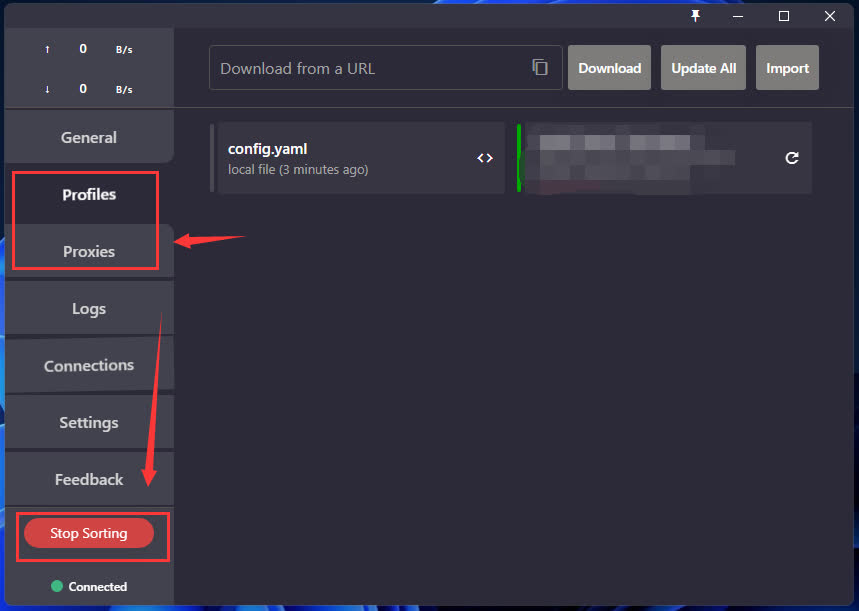 ↑ 0 B/s
↓ 0 B/s
General
Profiles
Proxies
Logs
Connections
Settings
Feedback
Stop Sorting
Connected
Download from a URL
Download
Update All
Import
config.yaml
local file (3 minutes ago)